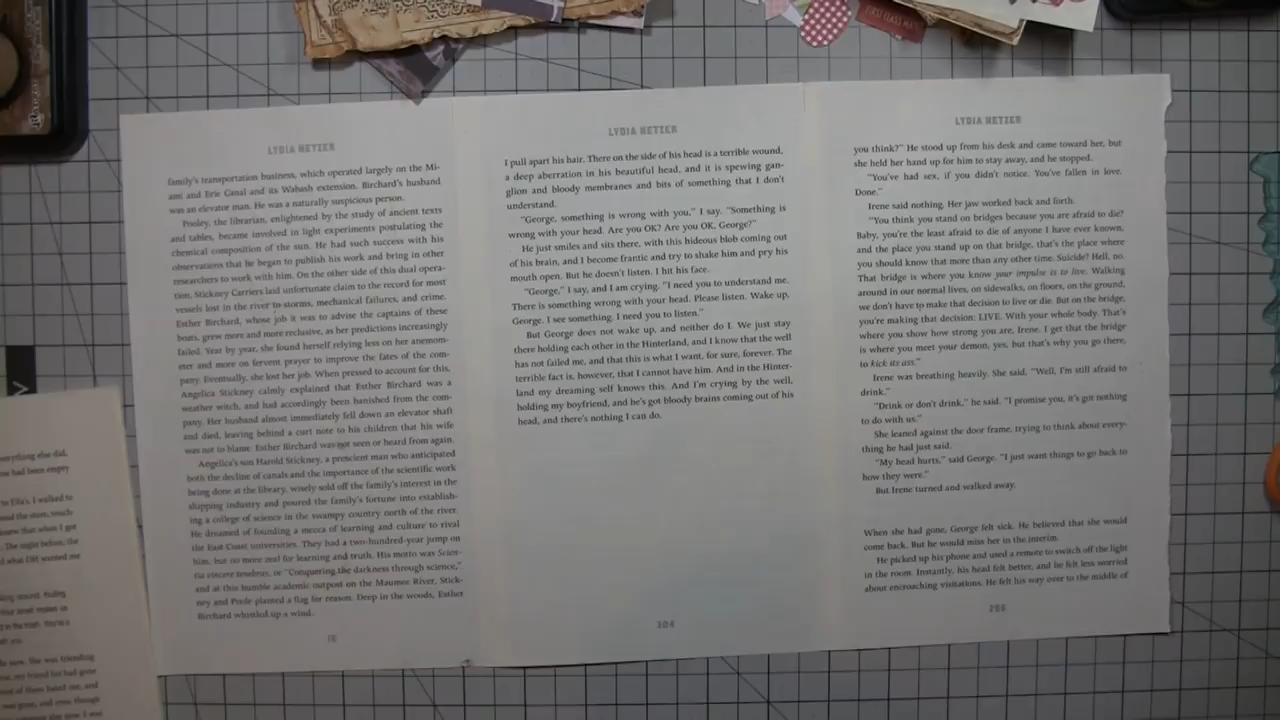 FIRST CLASS MAIL
LYDIA NETZER
family's transportation business, which operated largely on the Mi-
ami and Erie Canal and its Wabash extension. Birchard's husband
was an elevator man. He was a naturally suspicious person.
Pooley, the librarian, enlightened by the study of ancient texts
and tables, became involved in light experiments postulating the
chemical composition of the sun. He had such success with his
observations that he began to publish his work and bring in other
researchers to work with him. On the other side of this dual opera-
tion, Stickney Carriers laid unfortunate claim to the record for most
vessels lost in the river to storms, mechanical failures, and crime.
Esther Birchard, whose job it was to advise the captains of these
boats, grew more and more reclusive, as her predictions increasingly
failed. Year by year, she found herself relying less on her anemom-
eter and more on fervent prayer to improve the fates of the com-
pany. Eventually, she lost her job. When pressed to account for this,
Angelica Stickney calmly explained that Esther Birchard was a
weather witch, and had accordingly been banished from the com-
pany. Her husband almost immediately fell down an elevator shaft
and died, leaving behind a curt note to his children that his wife
was not to blame. Esther Birchard was not seen or heard from again.
Angelica's son Harold Stickney, a prescient man who anticipated
both the decline of canals and the importance of the scientific work
being done at the library, wisely sold off the family's interest in the
shipping industry and poured the family's fortune into establish-
ing a college of science in the swampy country north of the river.
He dreamed of founding a mecca of learning and culture to rival
the East Coast universities. They had a two-hundred-year jump on
him, but no more zeal for learning and truth. His motto was Scien-
tia vincere tenebras, or "Conquering the darkness through science,"
and at this humble academic outpost on the Maumee River, Stick-
ney and Poole planted a flag for reason. Deep in the woods, Esther
Birchard whistled up a wind.
LYDIA NETZER
I pull apart his hair. There on the side of his head is a terrible wound,
a deep aberration in his beautiful head, and it is spewing gan-
glion and bloody membranes and bits of something that I don't
understand.
"George, something is wrong with you," I say. "Something is
wrong with your head. Are you OK? Are you OK, George?"
He just smiles and sits there, with this hideous blob coming out
of his brain, and I become frantic and try to shake him and pry his
mouth open. But he doesn't listen. I hit his face.
"George," I say, and I am crying. "I need you to understand me.
There is something wrong with your head. Please listen. Wake up,
George. I see something. I need you to listen."
But George does not wake up, and neither do I. We just stay
there holding each other in the Hinterland, and I know that the well
has not failed me, and that this is what I want, for sure, forever. The
terrible fact is, however, that I cannot have him. And in the Hinter-
land my dreaming self knows this. And I'm crying by the well,
holding my boyfriend, and he's got bloody brains coming out of his
head, and there's nothing I can do.
LYDIA NETZER
you think?" He stood up from his desk and came toward her, but
she held her hand up for him to stay away, and he stopped.
"You've had sex, if you didn't notice. You've fallen in love.
Done."
Irene said nothing. Her jaw worked back and forth.
"You think you stand on bridges because you are afraid to die?
Baby, you're the least afraid to die of anyone I have ever known,
and the place you stand up on that bridge, that's the place where
you should know that more than any other time. Suicide? Hell, no.
That bridge is where you know your impulse is to live. Walking
around in our normal lives, on sidewalks, on floors, on the ground,
we don't have to make that decision to live or die. But on the bridge,
you're making that decision: LIVE. With your whole body. That's
where you show how strong you are, Irene. I get that the bridge
is where you meet your demon, yes, but that's why you go there,
to kick its ass."
Irene was breathing heavily. She said, "Well, I'm still afraid to
drink."
"Drink or don't drink," he said. "I promise you, it's got nothing
to do with us."
She leaned against the door frame, trying to think about every-
thing he had just said.
"My head hurts," said George. "I just want things to go back to
how they were."
But Irene turned and walked away.
When she had gone, George felt sick. He believed that she would
come back. But he would miss her in the interim.
He picked up his phone and used a remote to switch off the light
in the room. Instantly, his head felt better, and he felt less worried
about encroaching visitations. He felt his way over to the middle of